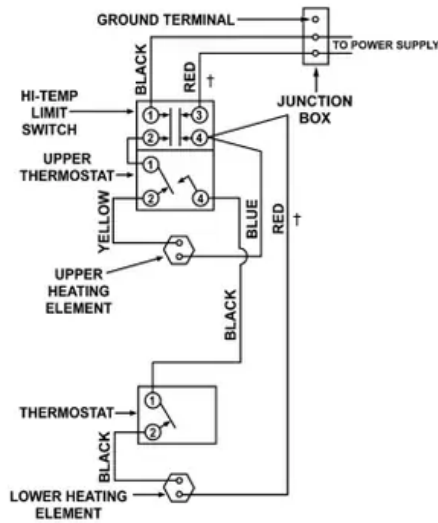 GROUND TERMINAL
TO POWER SUPPLY
BLACK
RED †
JUNCTION
BOX
HI-TEMP
LIMIT
SWITCH
1 3
2 4
UPPER
THERMOSTAT
1
2 4
YELLOW
BLUE
RED †
UPPER
HEATING
ELEMENT
BLACK
THERMOSTAT
1
2
BLACK
LOWER HEATING
ELEMENT